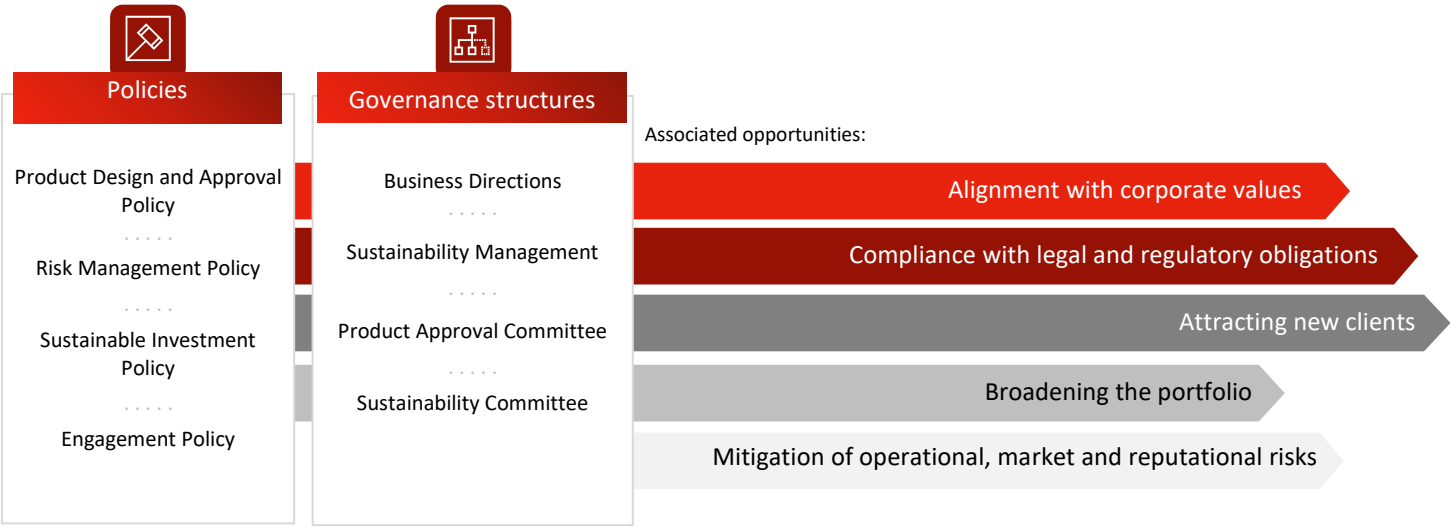 Policies
Product Design and Approval
Policy
. . . . .
Risk Management Policy
. . . . .
Sustainable Investment
Policy
. . . . .
Engagement Policy
Governance structures
Business Directions
. . . . .
Sustainability Management
. . . . .
Product Approval Committee
. . . . .
Sustainability Committee
Associated opportunities:
Alignment with corporate values
Compliance with legal and regulatory obligations
Attracting new clients
Broadening the portfolio
Mitigation of operational, market and reputational risks